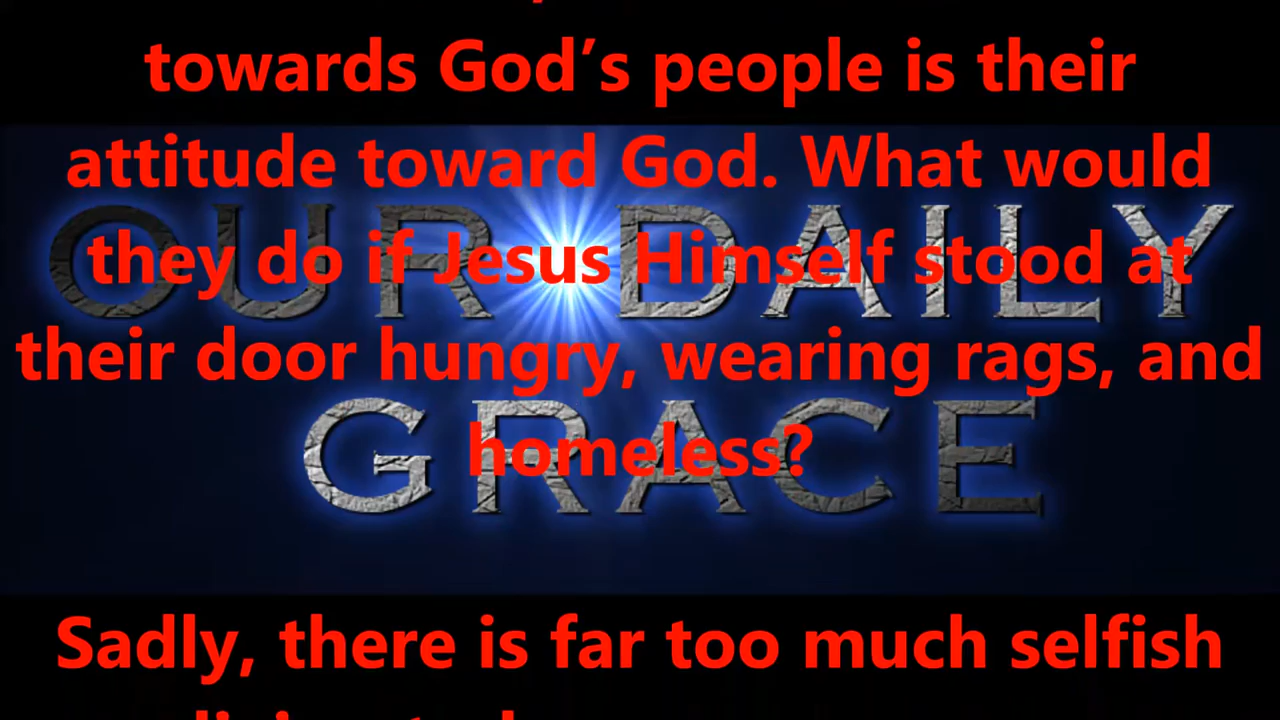 towards God’s people is their
attitude toward God. What would
they do if Jesus Himself stood at
their door hungry, wearing rags, and
homeless?
Sadly, there is far too much selfish
OUR DAILY
GRACE